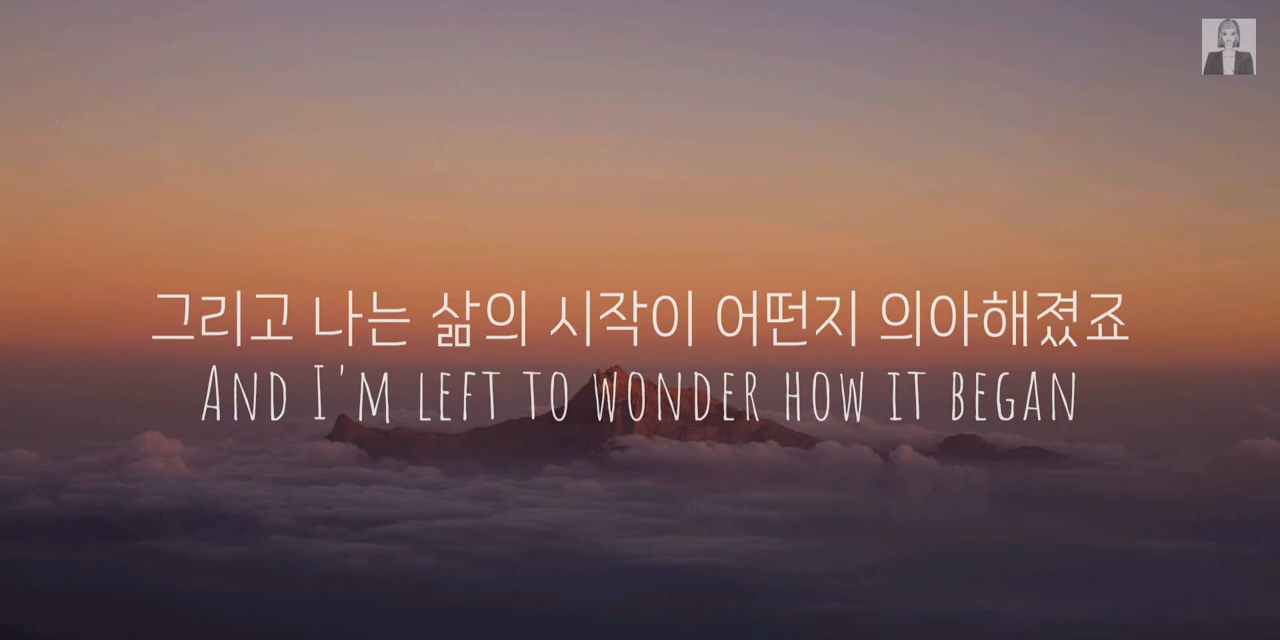 그리고 나는 삶의 시작이 어떤지 의아해졌죠
And I'm left to wonder how it began